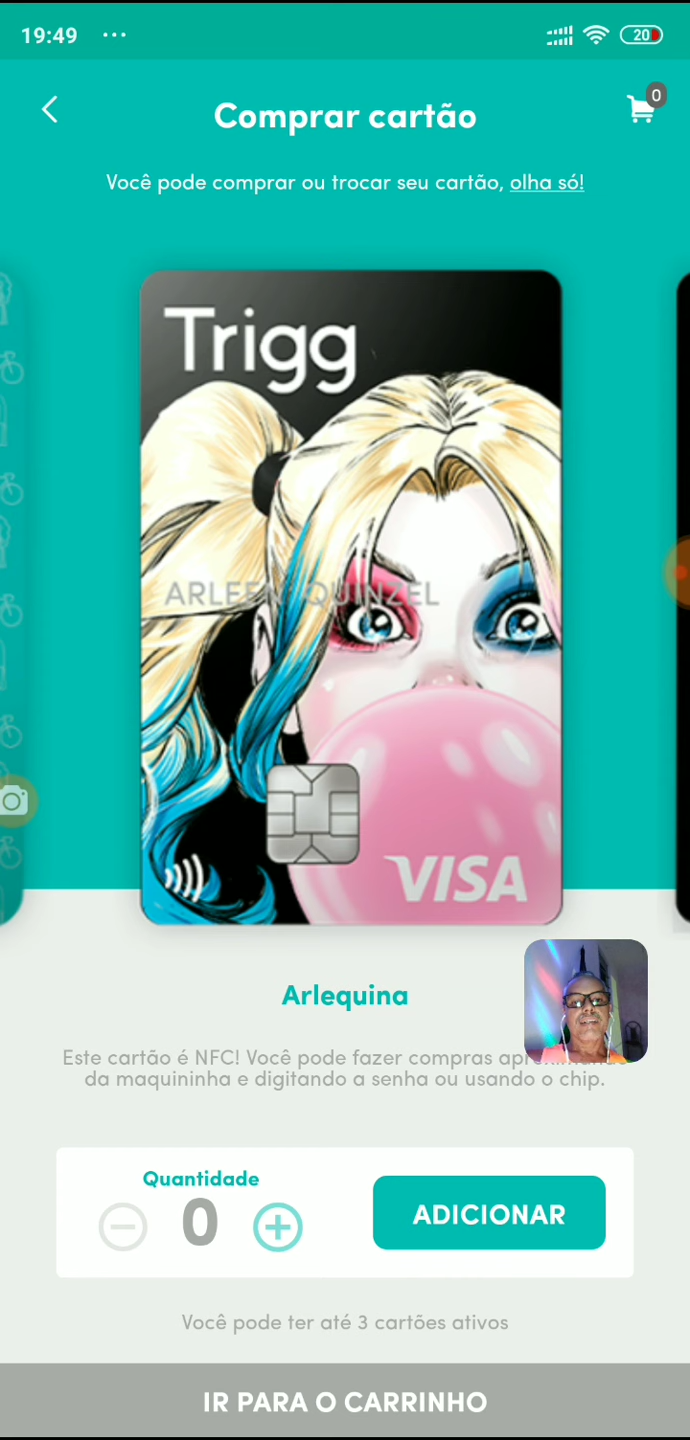 19:49
20
Comprar cartão
0
Você pode comprar ou trocar seu cartão, olha só!
Trigg
ARLEEN QUINZEL
VISA
Arlequina
Este cartão é NFC! Você pode fazer compras aproximando
da maquininha e digitando a senha ou usando o chip.
Quantidade
0
ADICIONAR
Você pode ter até 3 cartões ativos
IR PARA O CARRINHO